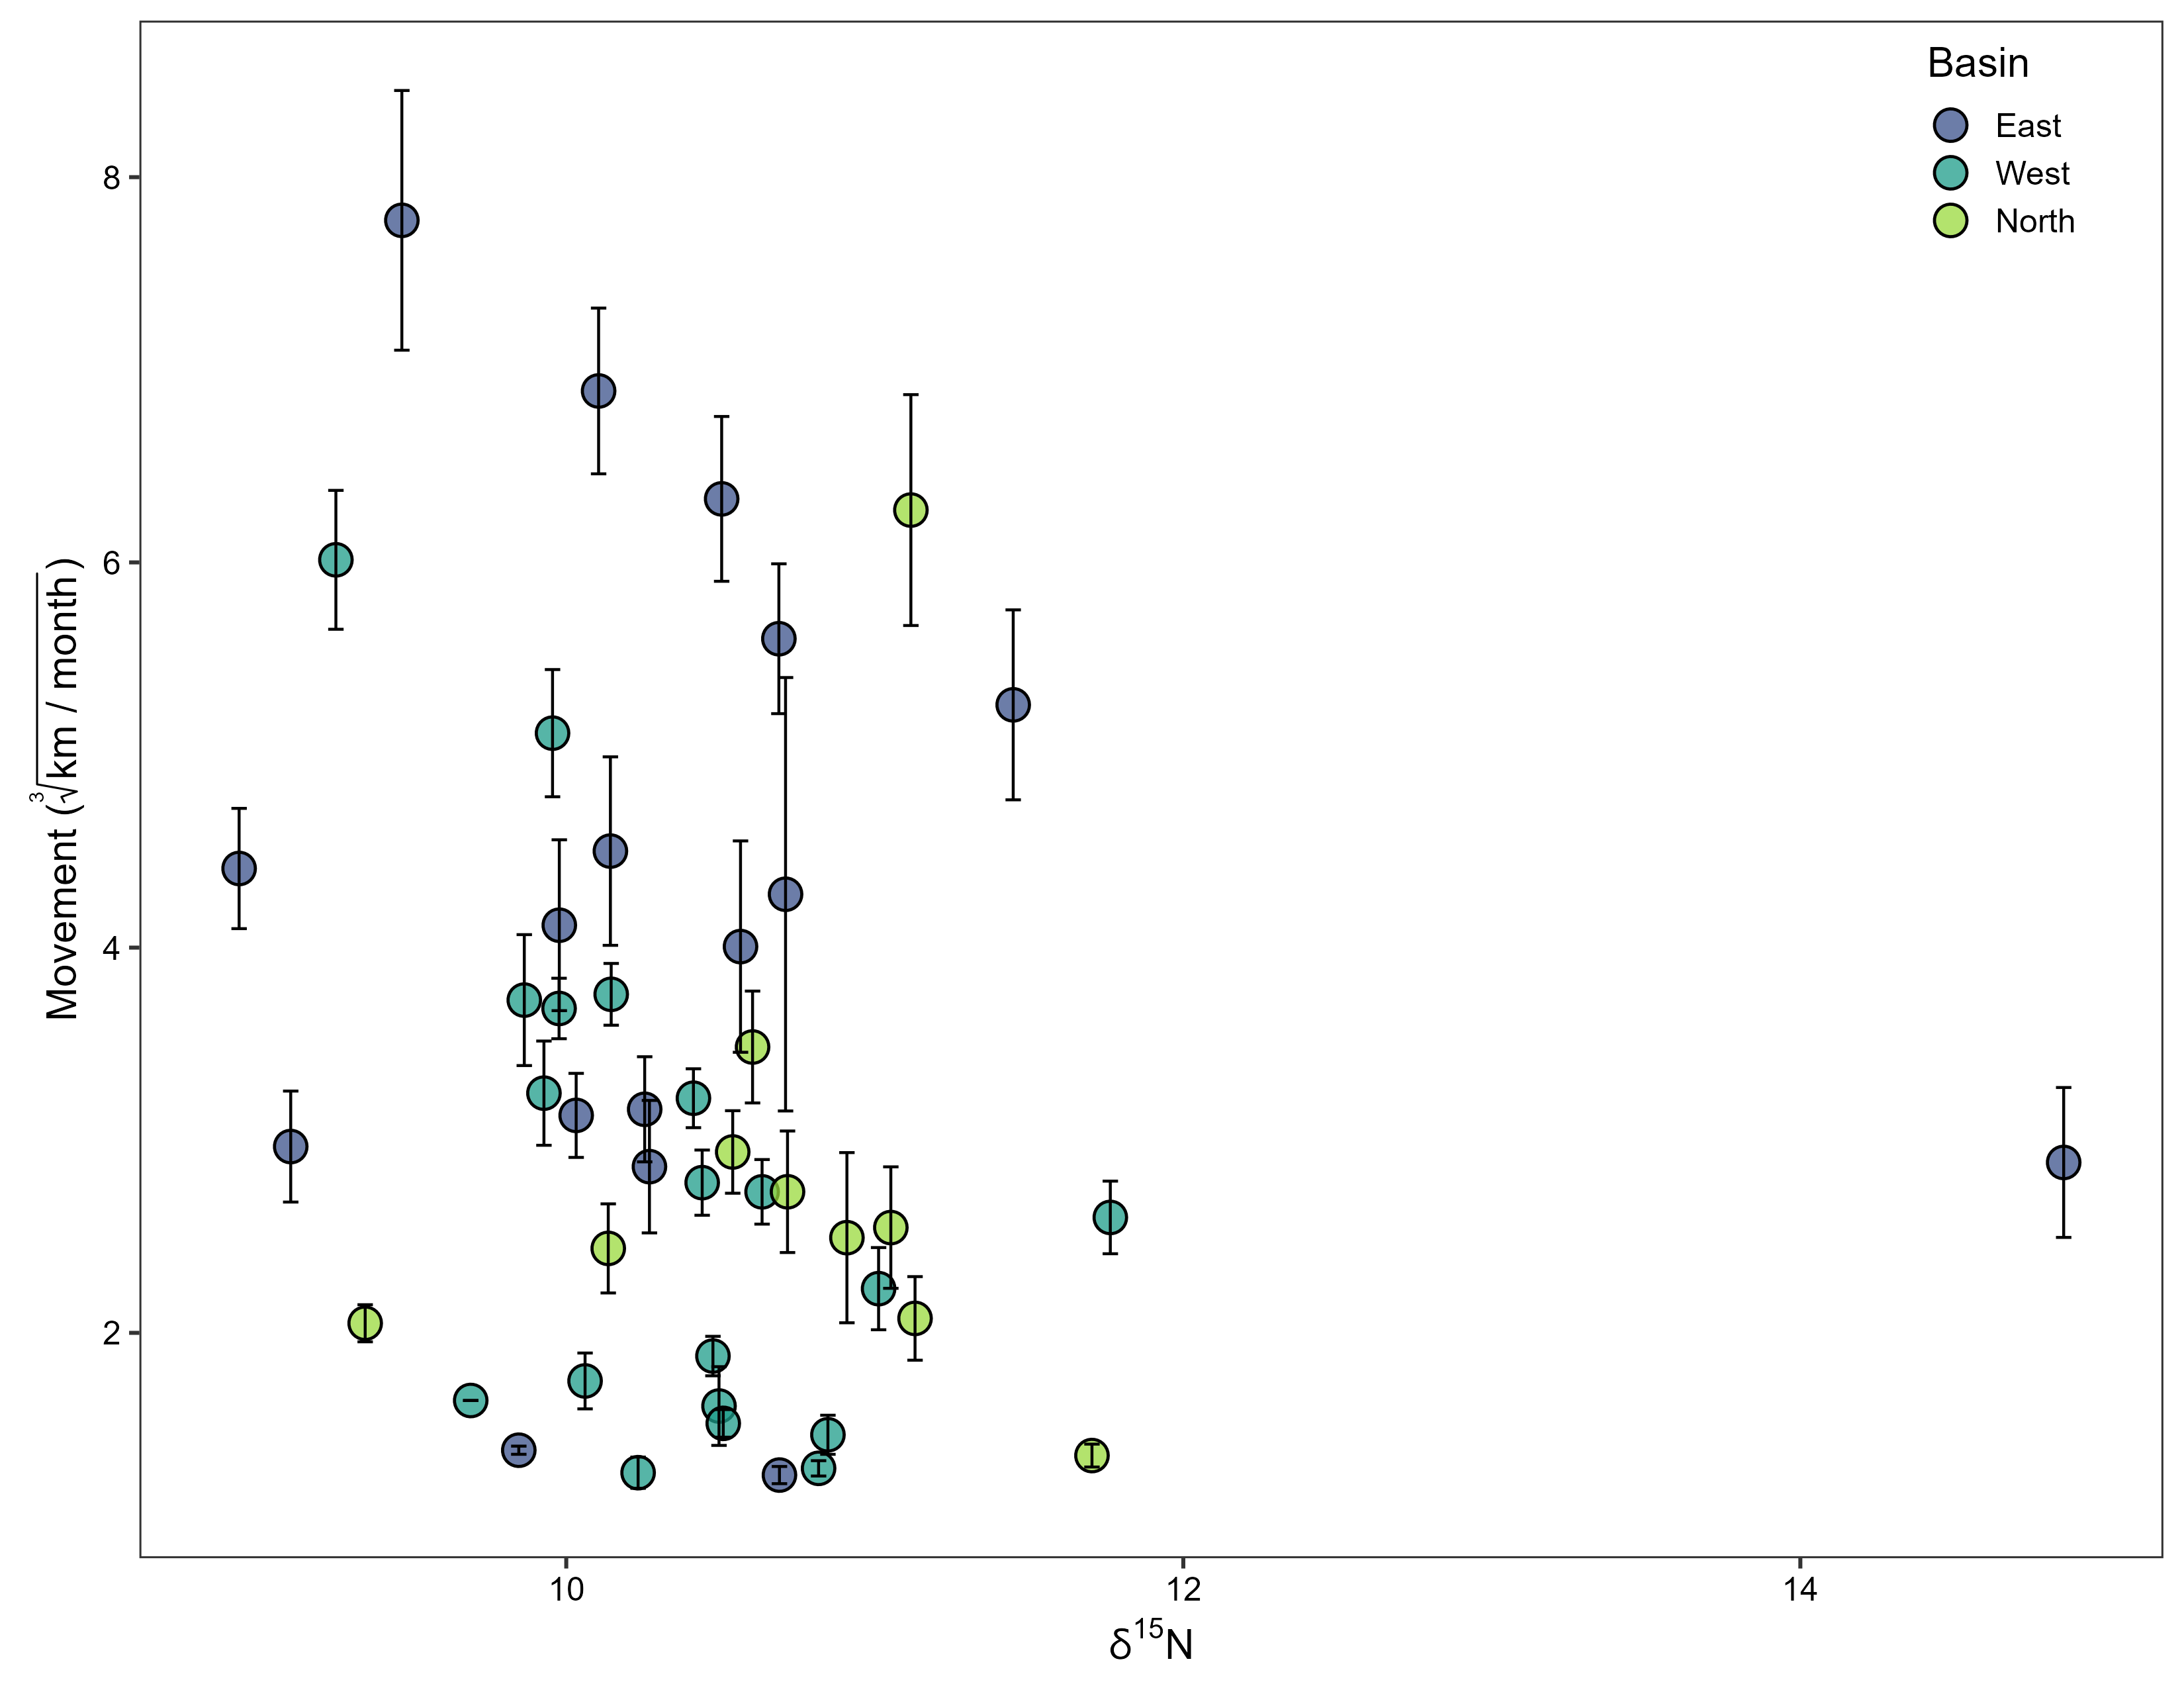 Basin
East
West
North
8
6
4
2
Movement (∛km / month)
10
12
14
δ¹⁵N